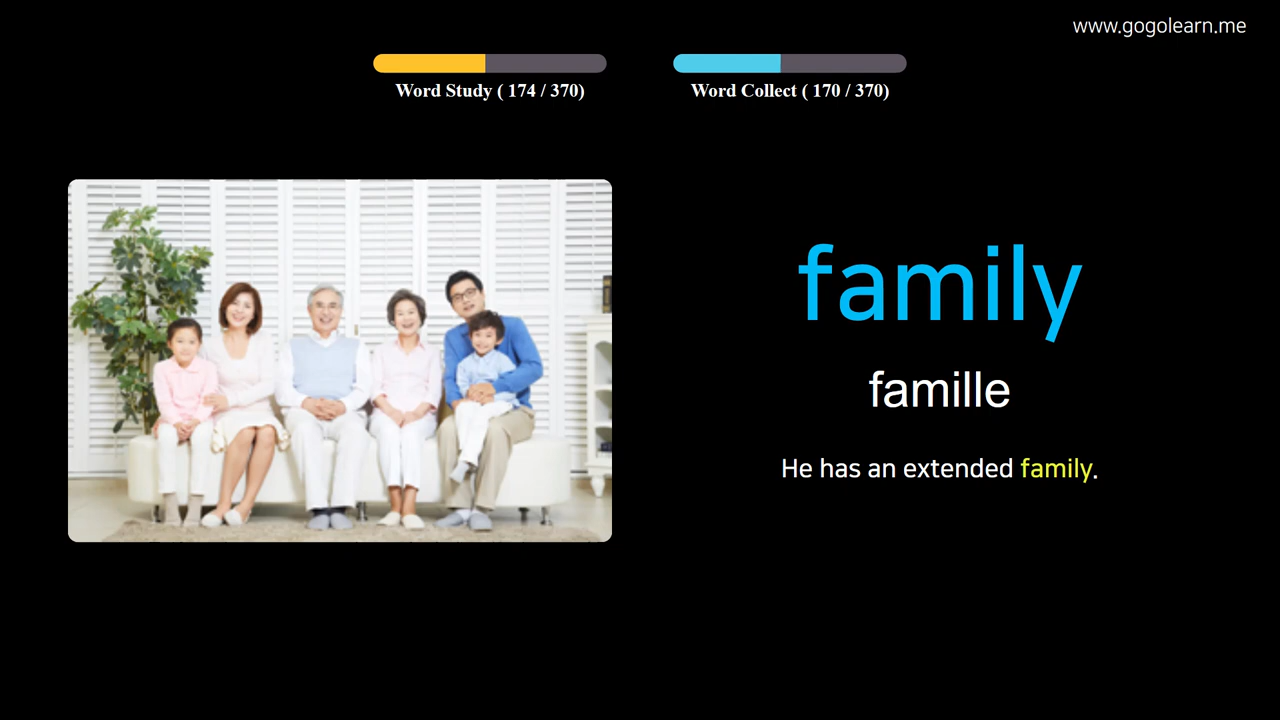 www.gogolearn.me
Word Study ( 174 / 370)
Word Collect ( 170 / 370)
family
famille
He has an extended family.